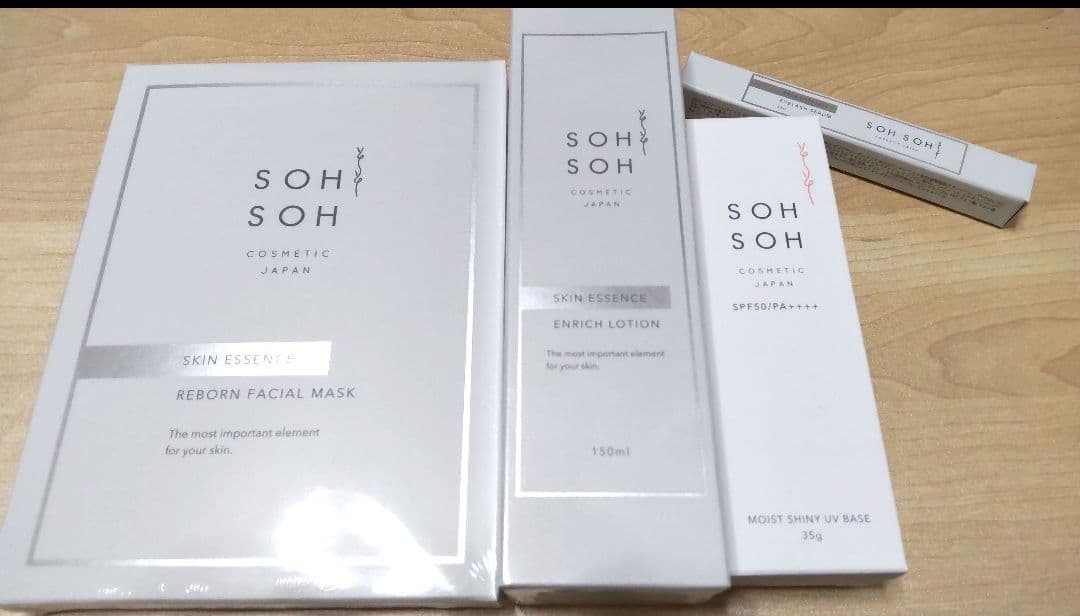 SOH
SOH
COSMETIC
JAPAN
SKIN ESSENCE
REBORN FACIAL MASK
The most important element
for your skin.
SOH
SOH
COSMETIC
JAPAN
SKIN ESSENCE
ENRICH LOTION
The most important element
for your skin.
150ml
SOH
SOH
COSMETIC
JAPAN
SPF50/PA++++
MOIST SHINY UV BASE
35g
EYELASH SERUM
SOH SOH
COSMETIC JAPAN